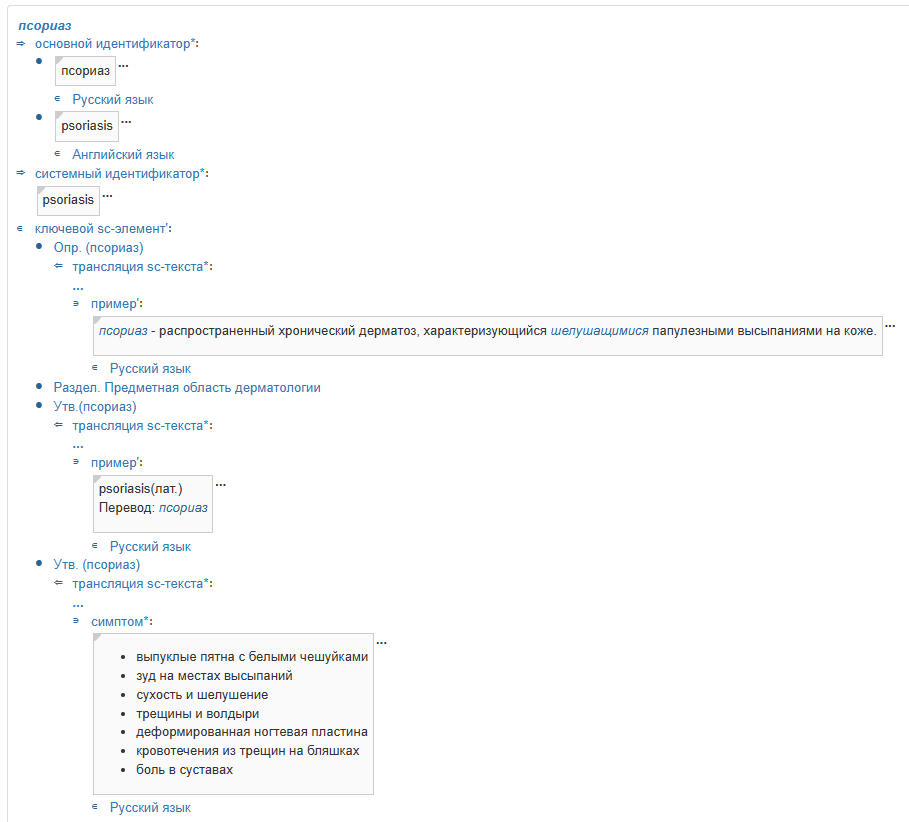 псориаз
⇒ основной идентификатор*:
• псориаз ...
∊ Русский язык
• psoriasis ...
∊ Английский язык
⇒ системный идентификатор*:
psoriasis ...
∊ ключевой sc-элемент':
• Опр. (псориаз)
⇐ трансляция sc-текста*:
...
∍ пример':
псориаз - распространенный хронический дерматоз, характеризующийся шелушащимися папулезными высыпаниями на коже. ...
∊ Русский язык
• Раздел. Предметная область дерматологии
• Утв.(псориаз)
⇐ трансляция sc-текста*:
...
∍ пример':
psoriasis(лат.) ...
Перевод: псориаз
∊ Русский язык
• Утв. (псориаз)
⇐ трансляция sc-текста*:
...
∍ симптом*:
...
• выпуклые пятна с белыми чешуйками
• зуд на местах высыпаний
• сухость и шелушение
• трещины и волдыри
• деформированная ногтевая пластина
• кровотечения из трещин на бляшках
• боль в суставах
∊ Русский язык